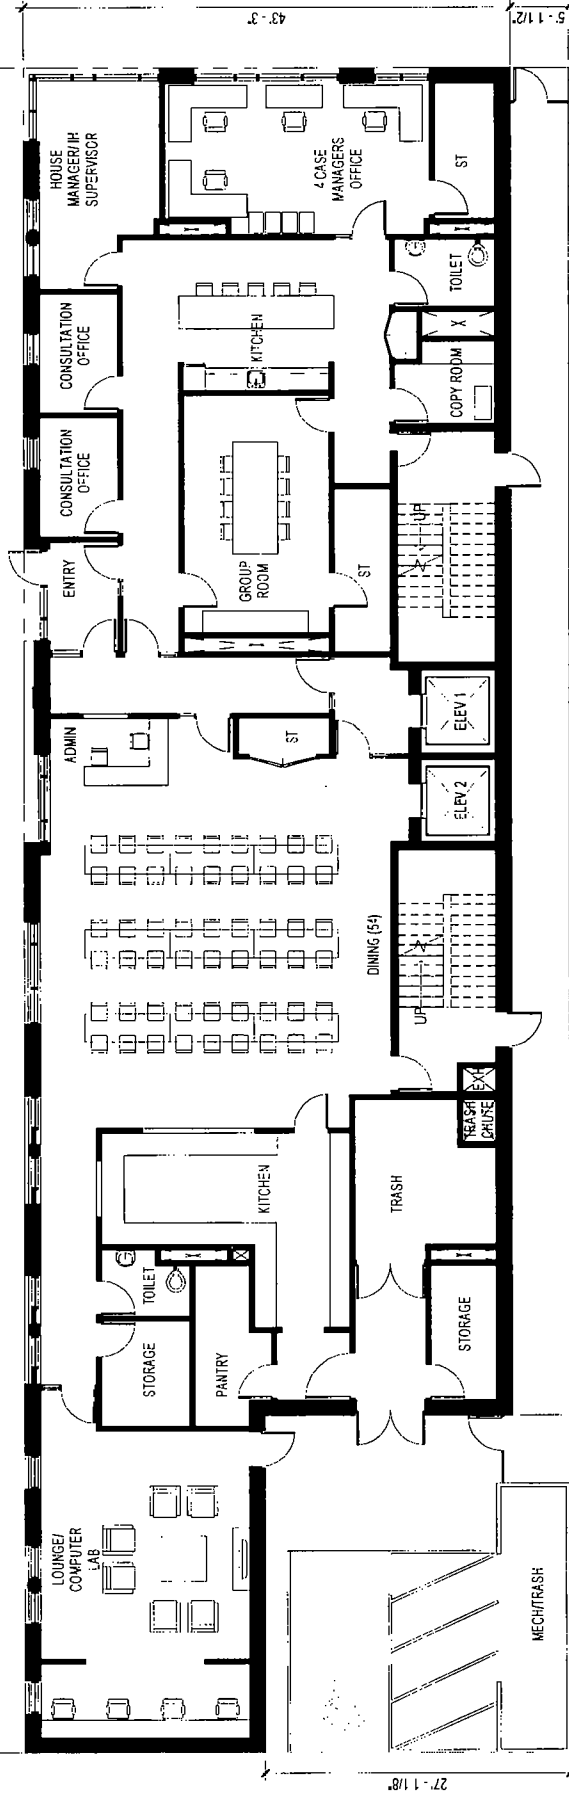 43' - 3"
5' - 1 1/2"
HOUSE
MANAGER/IH
SUPERVISOR
4 CASE
MANAGERS
OFFICE
ST
CONSULTATION
OFFICE
KITCHEN
TOILET
X
COPY ROOM
CONSULTATION
OFFICE
GROUP
ROOM
ST
UP
ENTRY
ADMIN
ST
ELEV 1
ELEV 2
DINING (54)
UP
EXH
TRASH
CHUTE
KITCHEN
TRASH
TOILET
STORAGE
PANTRY
STORAGE
LOUNGE/
COMPUTER
LAB
MECH/TRASH
27' - 1 1/8"